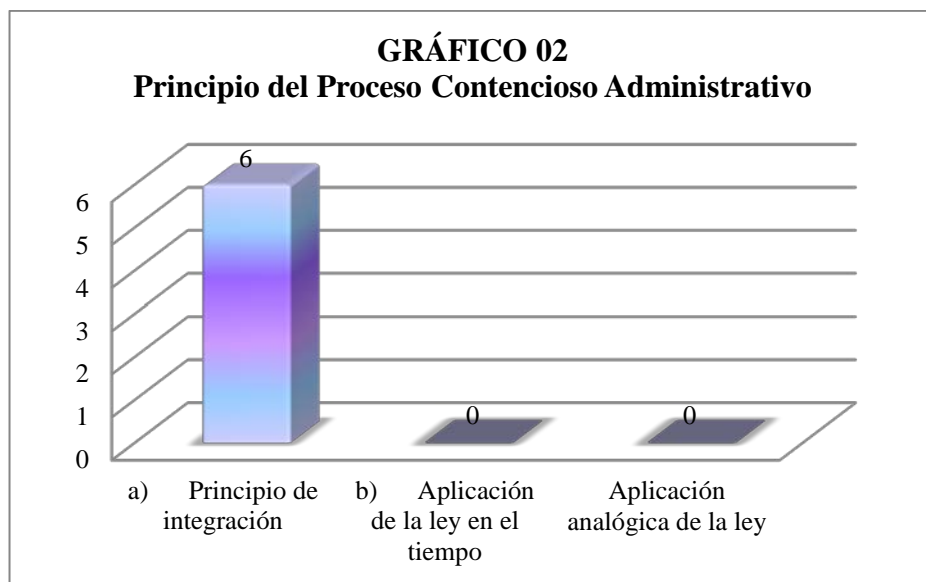 GRÁFICO 02
Principio del Proceso Contencioso Administrativo
6
6
5
4
3
2
1
0
0
0
a) Principio de
integración
b) Aplicación
de la ley en el
tiempo
Aplicación
analógica de la ley